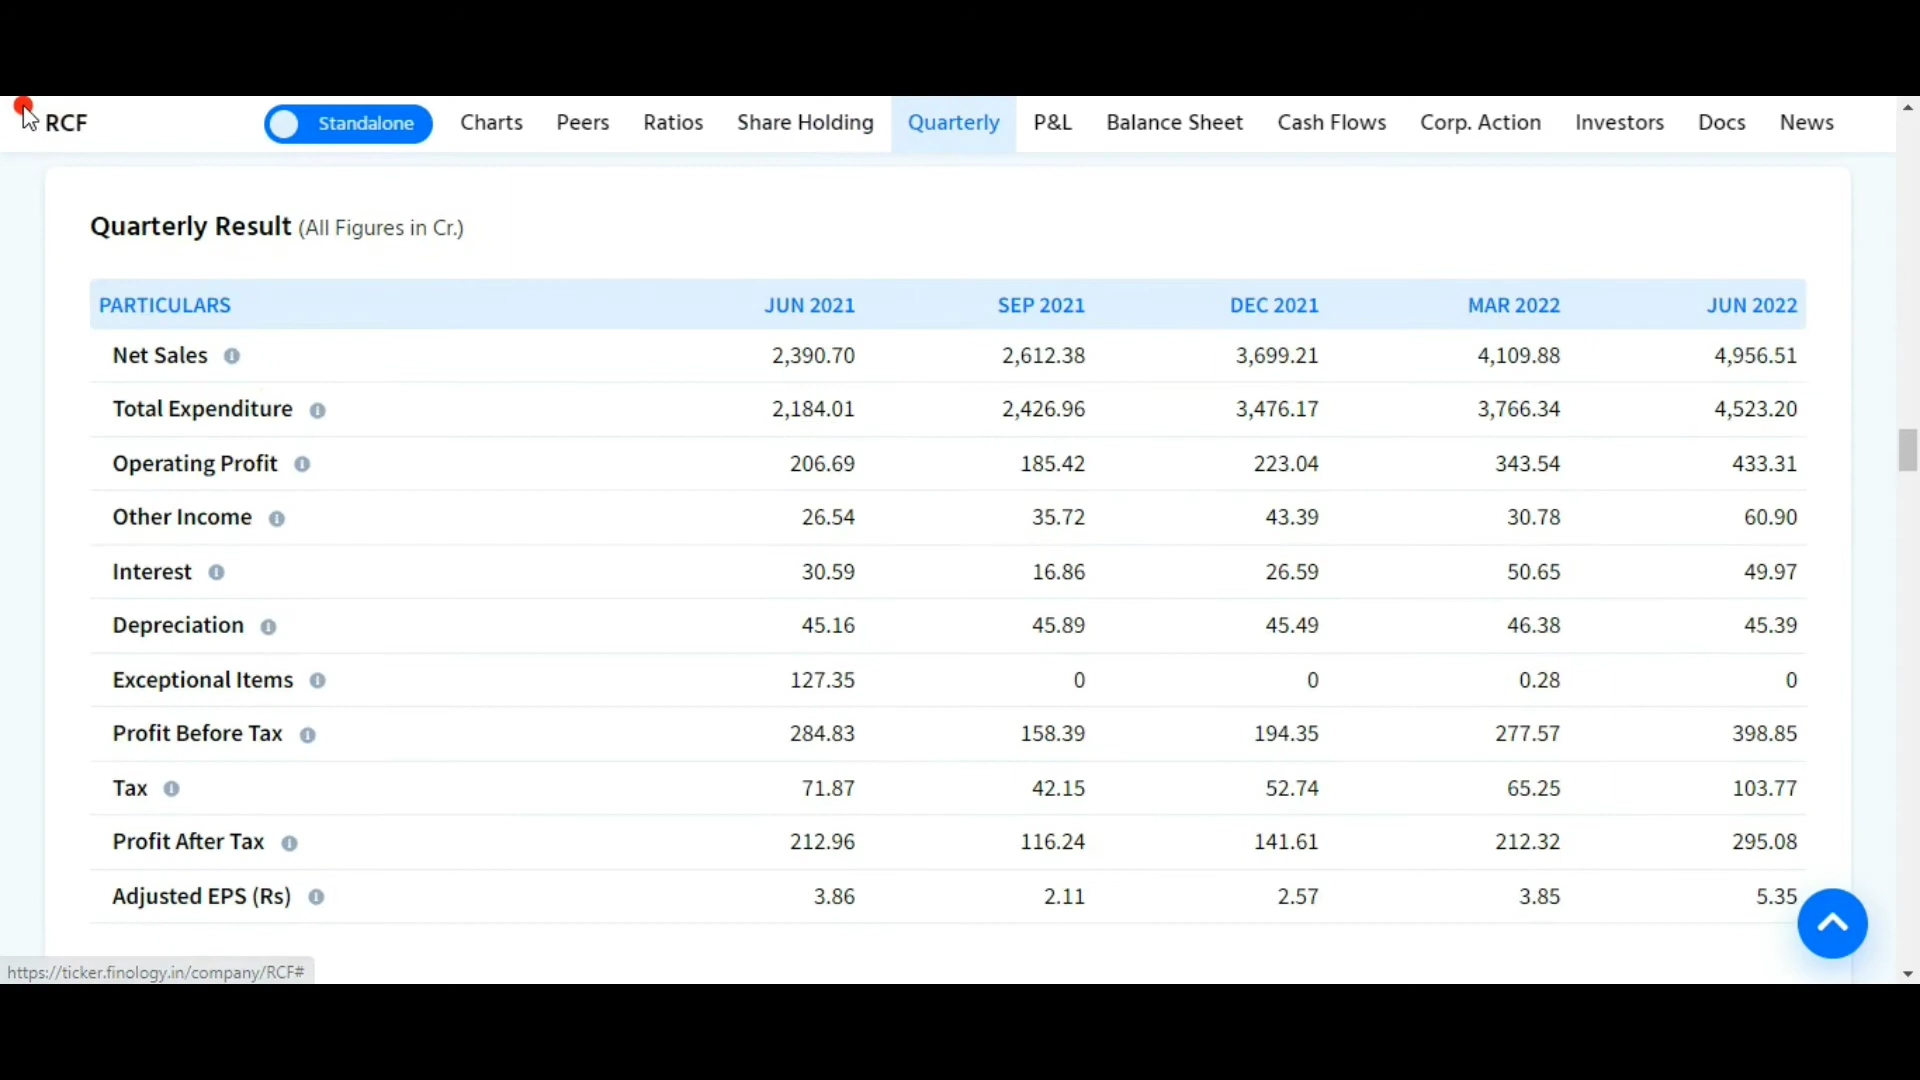 RCF Standalone Charts Peers Ratios Share Holding Quarterly P&L Balance Sheet Cash Flows Corp. Action Investors Docs News
Quarterly Result (All Figures in Cr.)
PARTICULARS JUN 2021 SEP 2021 DEC 2021 MAR 2022 JUN 2022
Net Sales 2,390.70 2,612.38 3,699.21 4,109.88 4,956.51
Total Expenditure 2,184.01 2,426.96 3,476.17 3,766.34 4,523.20
Operating Profit 206.69 185.42 223.04 343.54 433.31
Other Income 26.54 35.72 43.39 30.78 60.90
Interest 30.59 16.86 26.59 50.65 49.97
Depreciation 45.16 45.89 45.49 46.38 45.39
Exceptional Items 127.35 0 0 0.28 0
Profit Before Tax 284.83 158.39 194.35 277.57 398.85
Tax 71.87 42.15 52.74 65.25 103.77
Profit After Tax 212.96 116.24 141.61 212.32 295.08
Adjusted EPS (Rs) 3.86 2.11 2.57 3.85 5.35
https://ticker.finology.in/company/RCF#